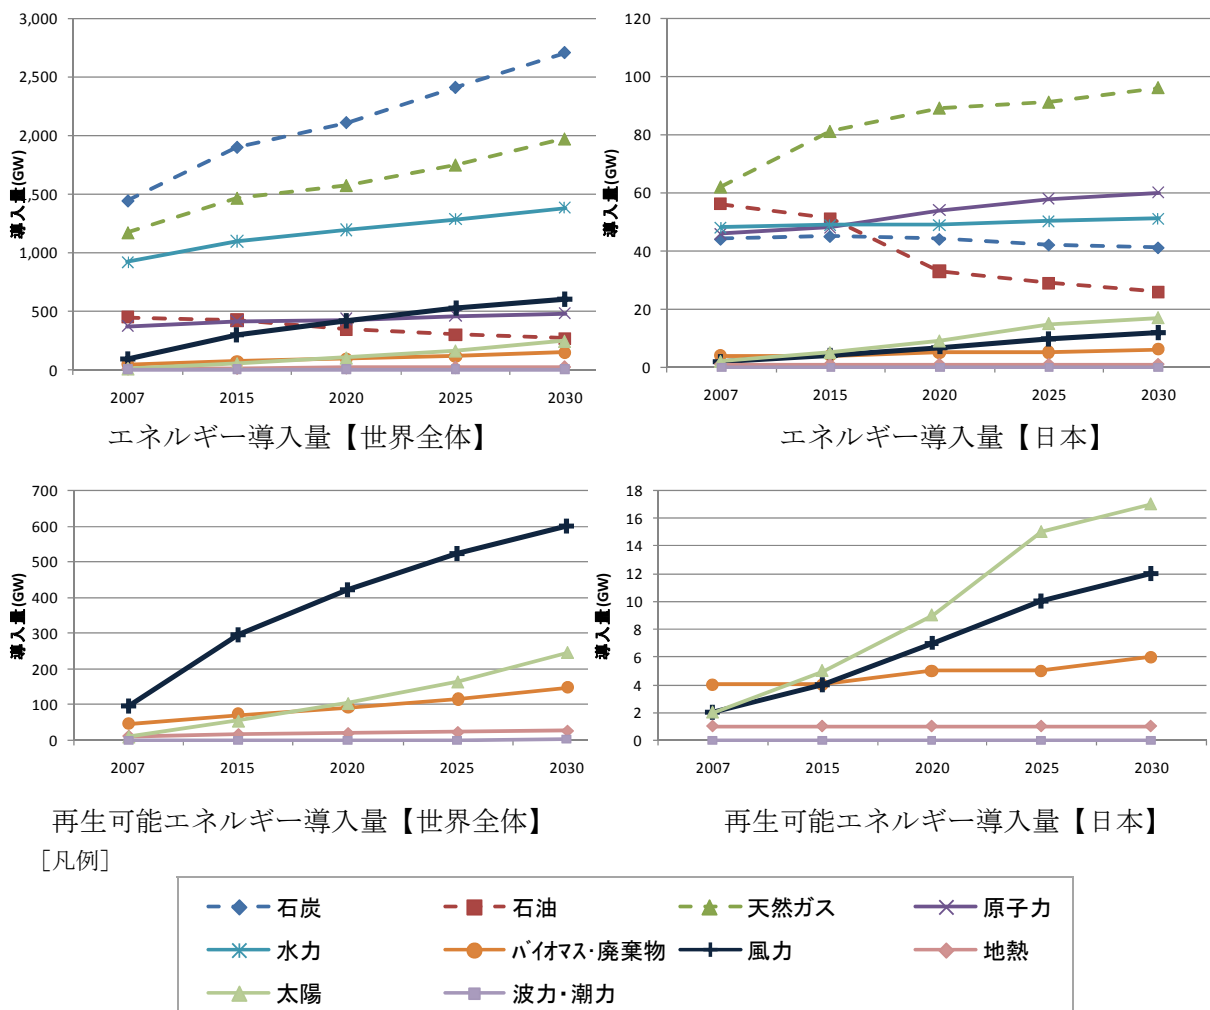 3,000
2,500
2,000
1,500
1,000
500
0
導入量(GW)
2007 2015 2020 2025 2030
エネルギー導入量【世界全体】
120
100
80
60
40
20
0
導入量(GW)
2007 2015 2020 2025 2030
エネルギー導入量【日本】
700
600
500
400
300
200
100
0
導入量(GW)
2007 2015 2020 2025 2030
再生可能エネルギー導入量【世界全体】
18
16
14
12
10
8
6
4
2
0
導入量(GW)
2007 2015 2020 2025 2030
再生可能エネルギー導入量【日本】
[凡例]
石炭 石油 天然ガス 原子力
水力 バイオマス・廃棄物 風力 地熱
太陽 波力・潮力